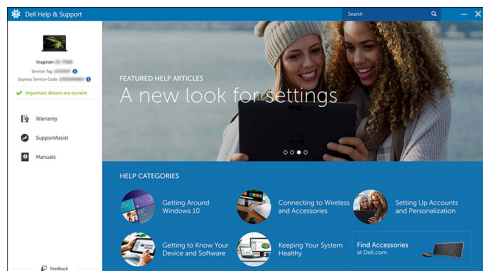 Dell Help & Support
Search
Inspiron
Service Tag
Express Service Code
Important drivers are current
Warranty
SupportAssist
Manuals
Feedback
FEATURED HELP ARTICLES
A new look for settings
HELP CATEGORIES
Getting Around
Windows 10
Connecting to Wireless
and Accessories
Setting Up Accounts
and Personalization
Getting to Know Your
Device and Software
Keeping Your System
Healthy
Find Accessories
at Dell.com